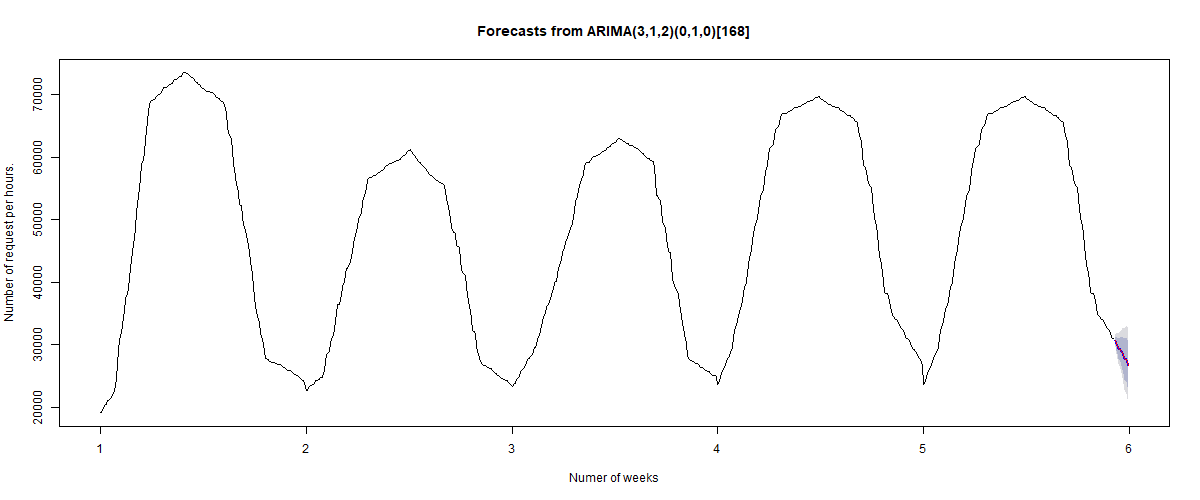 Forecasts from ARIMA(3,1,2)(0,1,0)[168]
Number of request per hours.
70000
60000
50000
40000
30000
20000
1 2 3 4 5 6
Numer of weeks